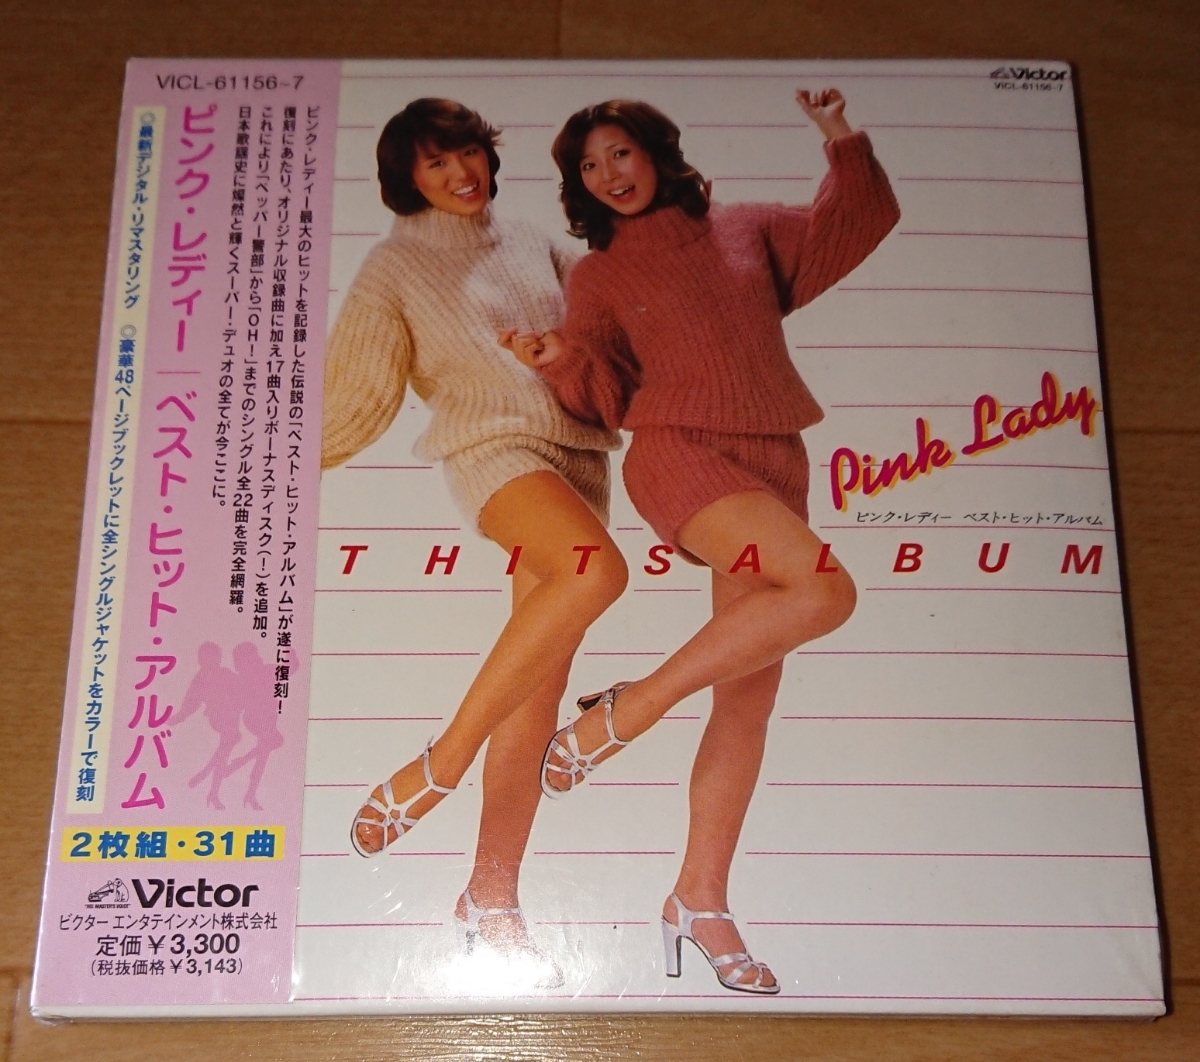 VICL-61156~7
ピンク・レディー｜ベスト・ヒット・アルバム
ピンク・レディー最大のヒットを記録した伝説の「ベスト・ヒット・アルバム」が遂に復刻！
復刻にあたり、オリジナル収録曲に加え17曲入りボーナスディスク（！）を追加。
これにより「ペッパー警部」から「OH！」までのシングル全22曲を完全網羅。
日本歌謡史に燦然と輝くスーパー・デュオの全てが今ここに。
◎最新デジタル・リマスタリング ◎豪華48ページブックレットに全シングルジャケットをカラーで復刻
2枚組・31曲
"HIS MASTER'S VOICE"
Victor
ビクター エンタテインメント株式会社
定価￥3,300
(税抜価格￥3,143)
Victor
VICL-61156~7
Pink Lady
ピンク・レディー ベスト・ヒット・アルバム
T HITS ALBUM